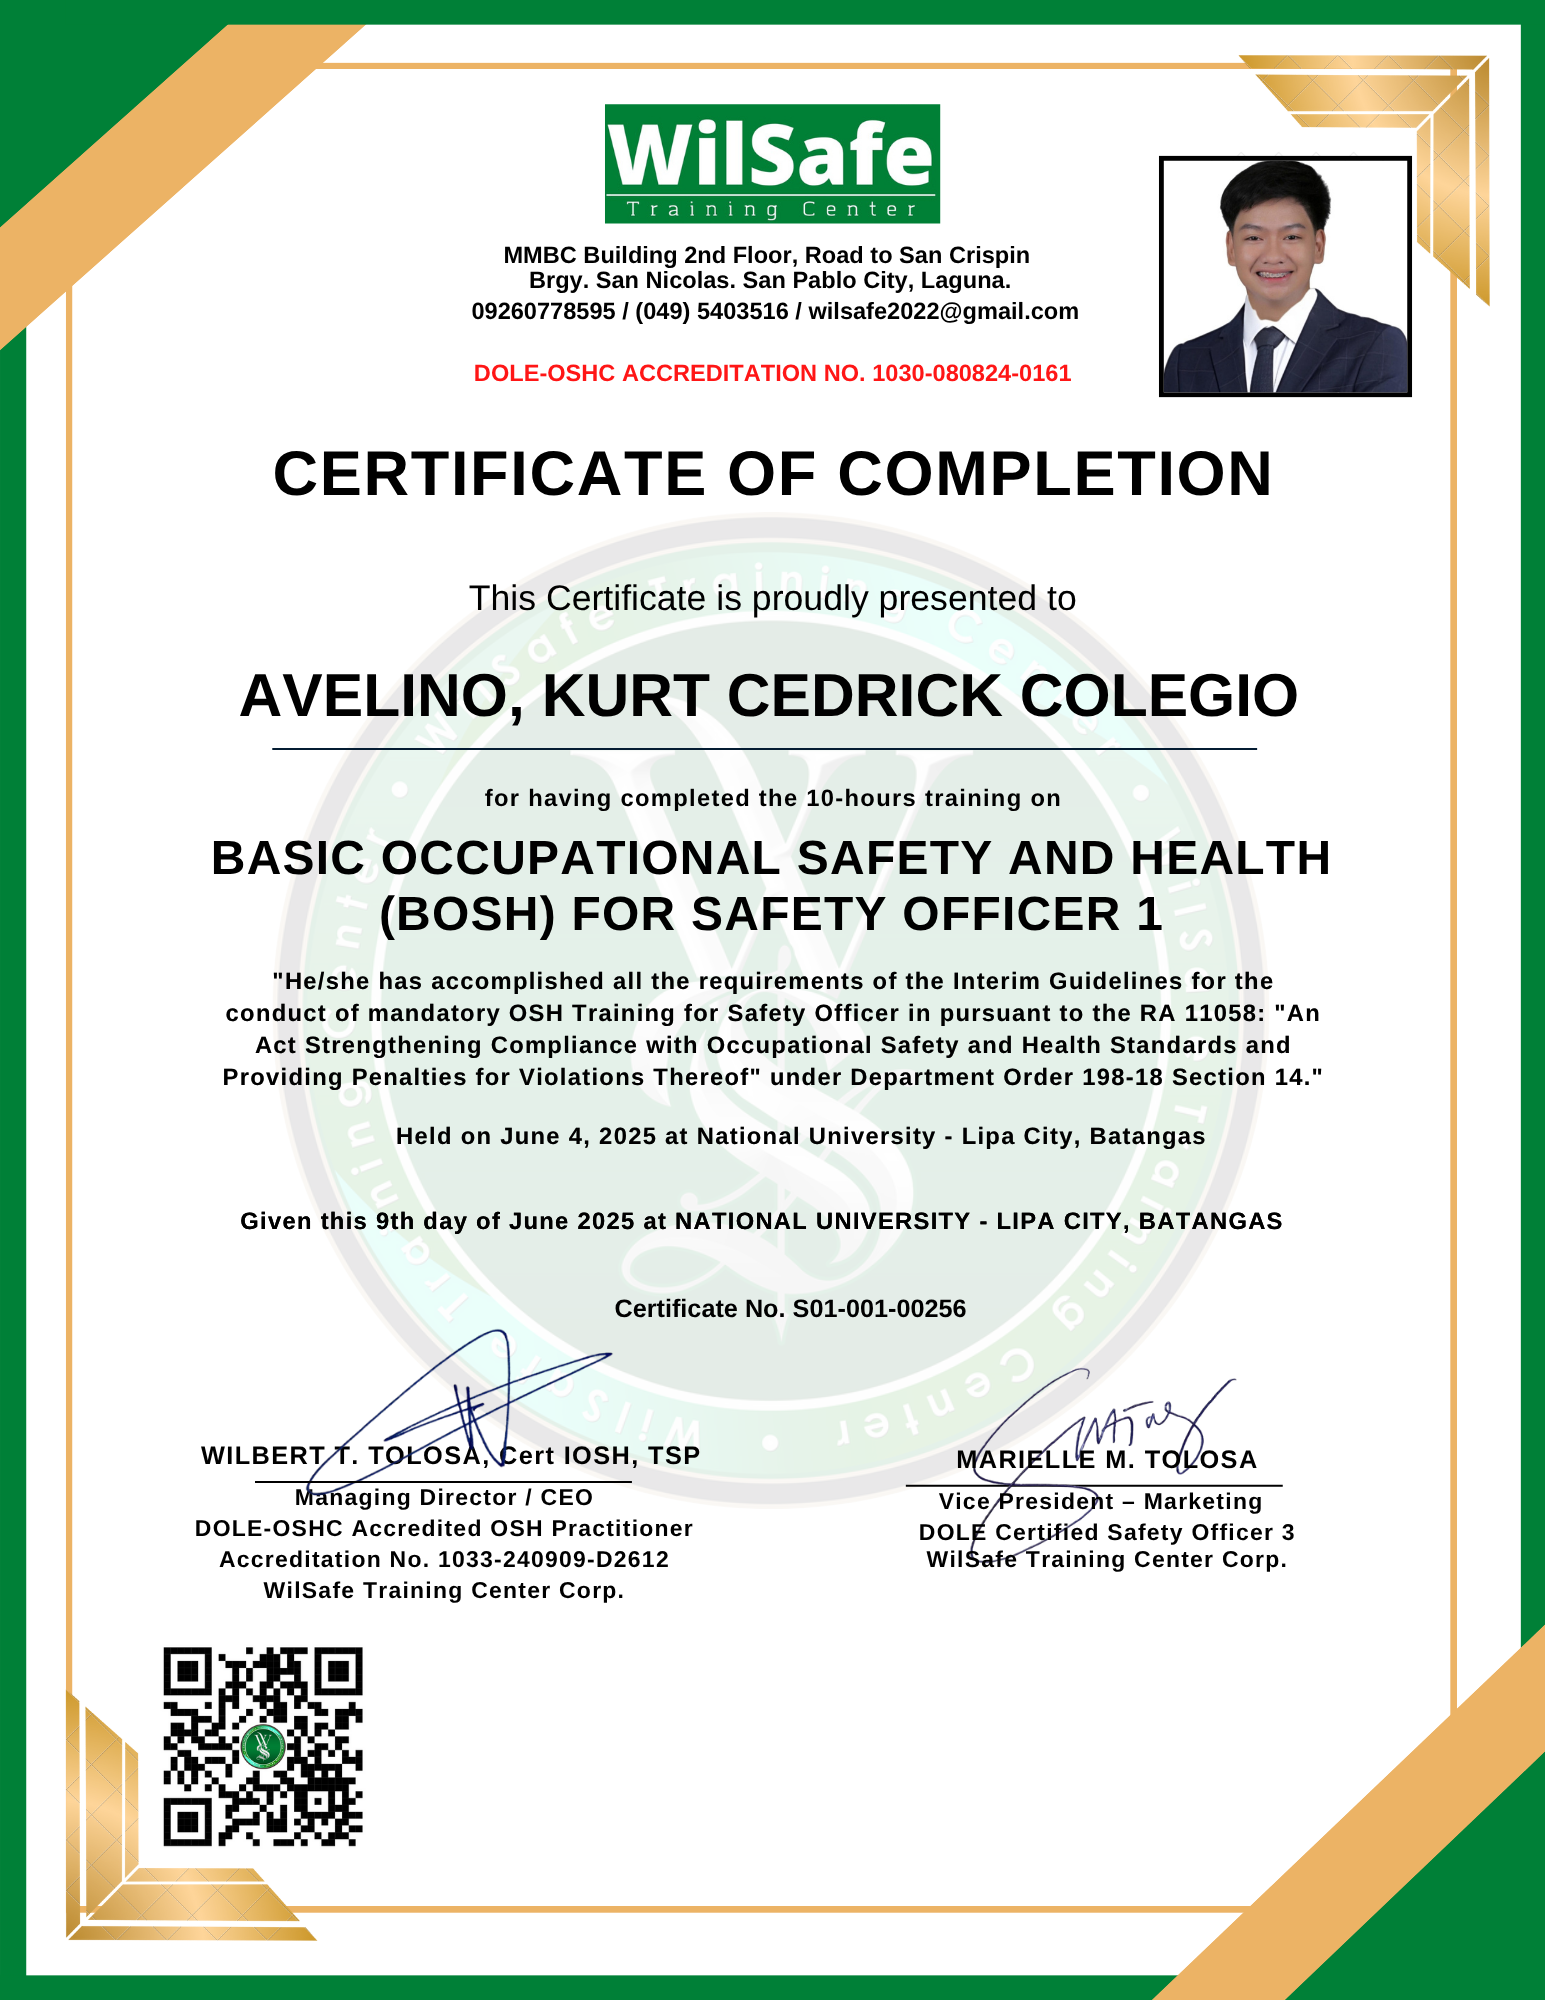 WilSafe
Training Center
MMBC Building 2nd Floor, Road to San Crispin
Brgy. San Nicolas. San Pablo City, Laguna.
09260778595 / (049) 5403516 / wilsafe2022@gmail.com
DOLE-OSHC ACCREDITATION NO. 1030-080824-0161
CERTIFICATE OF COMPLETION
This Certificate is proudly presented to
AVELINO, KURT CEDRICK COLEGIO
for having completed the 10-hours training on
BASIC OCCUPATIONAL SAFETY AND HEALTH
(BOSH) FOR SAFETY OFFICER 1
"He/she has accomplished all the requirements of the Interim Guidelines for the
conduct of mandatory OSH Training for Safety Officer in pursuant to the RA 11058: "An
Act Strengthening Compliance with Occupational Safety and Health Standards and
Providing Penalties for Violations Thereof" under Department Order 198-18 Section 14."
Held on June 4, 2025 at National University - Lipa City, Batangas
Given this 9th day of June 2025 at NATIONAL UNIVERSITY - LIPA CITY, BATANGAS
Certificate No. S01-001-00256
WILBERT T. TOLOSA, Cert IOSH, TSP
Managing Director / CEO
DOLE-OSHC Accredited OSH Practitioner
Accreditation No. 1033-240909-D2612
WilSafe Training Center Corp.
MARIELLE M. TOLOSA
Vice President – Marketing
DOLE Certified Safety Officer 3
WilSafe Training Center Corp.
WilSafe Training Center • WilSafe Training Center • WilSafe Training Center •